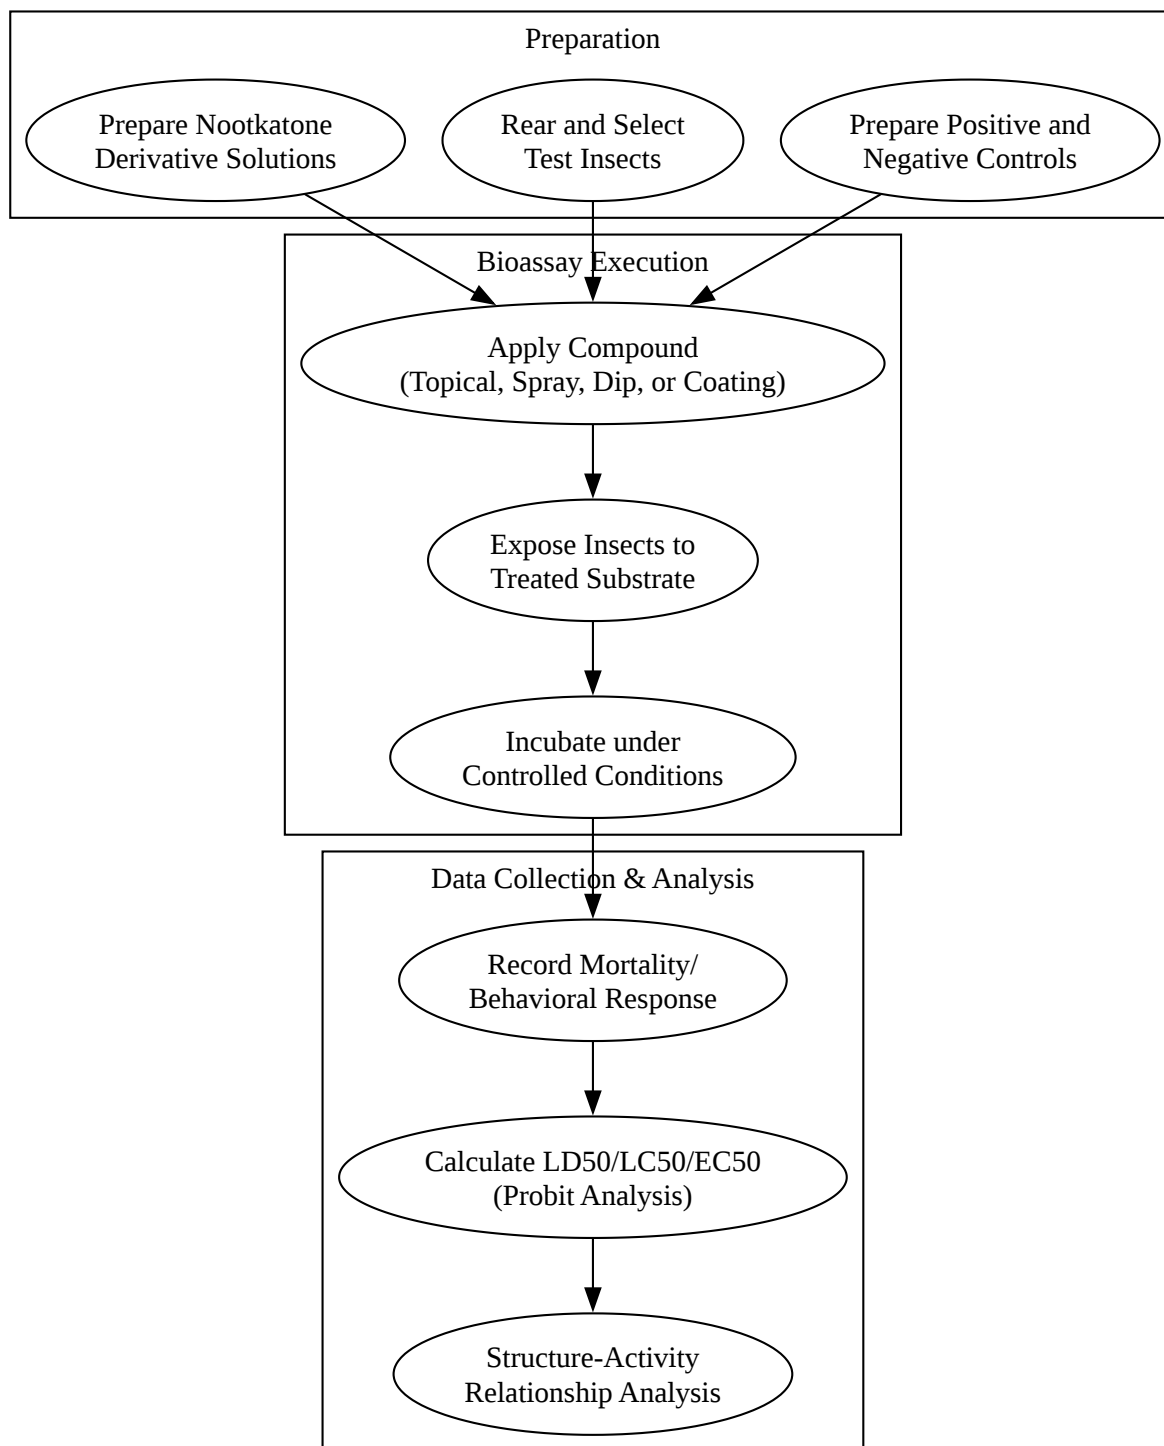 Preparation
Prepare Nootkatone
Derivative Solutions
Rear and Select
Test Insects
Prepare Positive and
Negative Controls
Bioassay Execution
Apply Compound
(Topical, Spray, Dip, or Coating)
Expose Insects to
Treated Substrate
Incubate under
Controlled Conditions
Data Collection & Analysis
Record Mortality/
Behavioral Response
Calculate LD50/LC50/EC50
(Probit Analysis)
Structure-Activity
Relationship Analysis